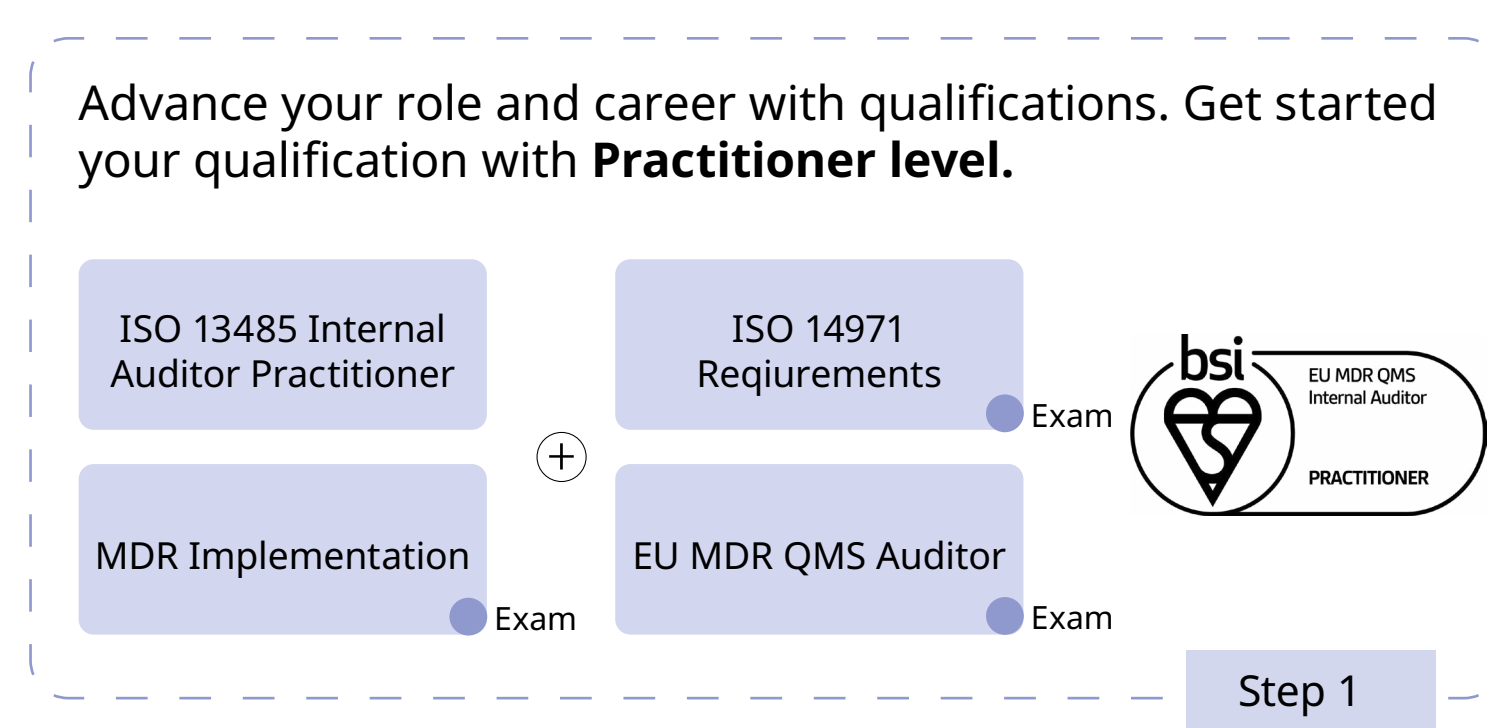 Advance your role and career with qualifications. Get started
your qualification with Practitioner level.
ISO 13485 Internal
Auditor Practitioner
ISO 14971
Reqiurements
Exam
MDR Implementation
Exam
EU MDR QMS Auditor
Exam
bsi
EU MDR QMS
Internal Auditor
PRACTITIONER
Step 1